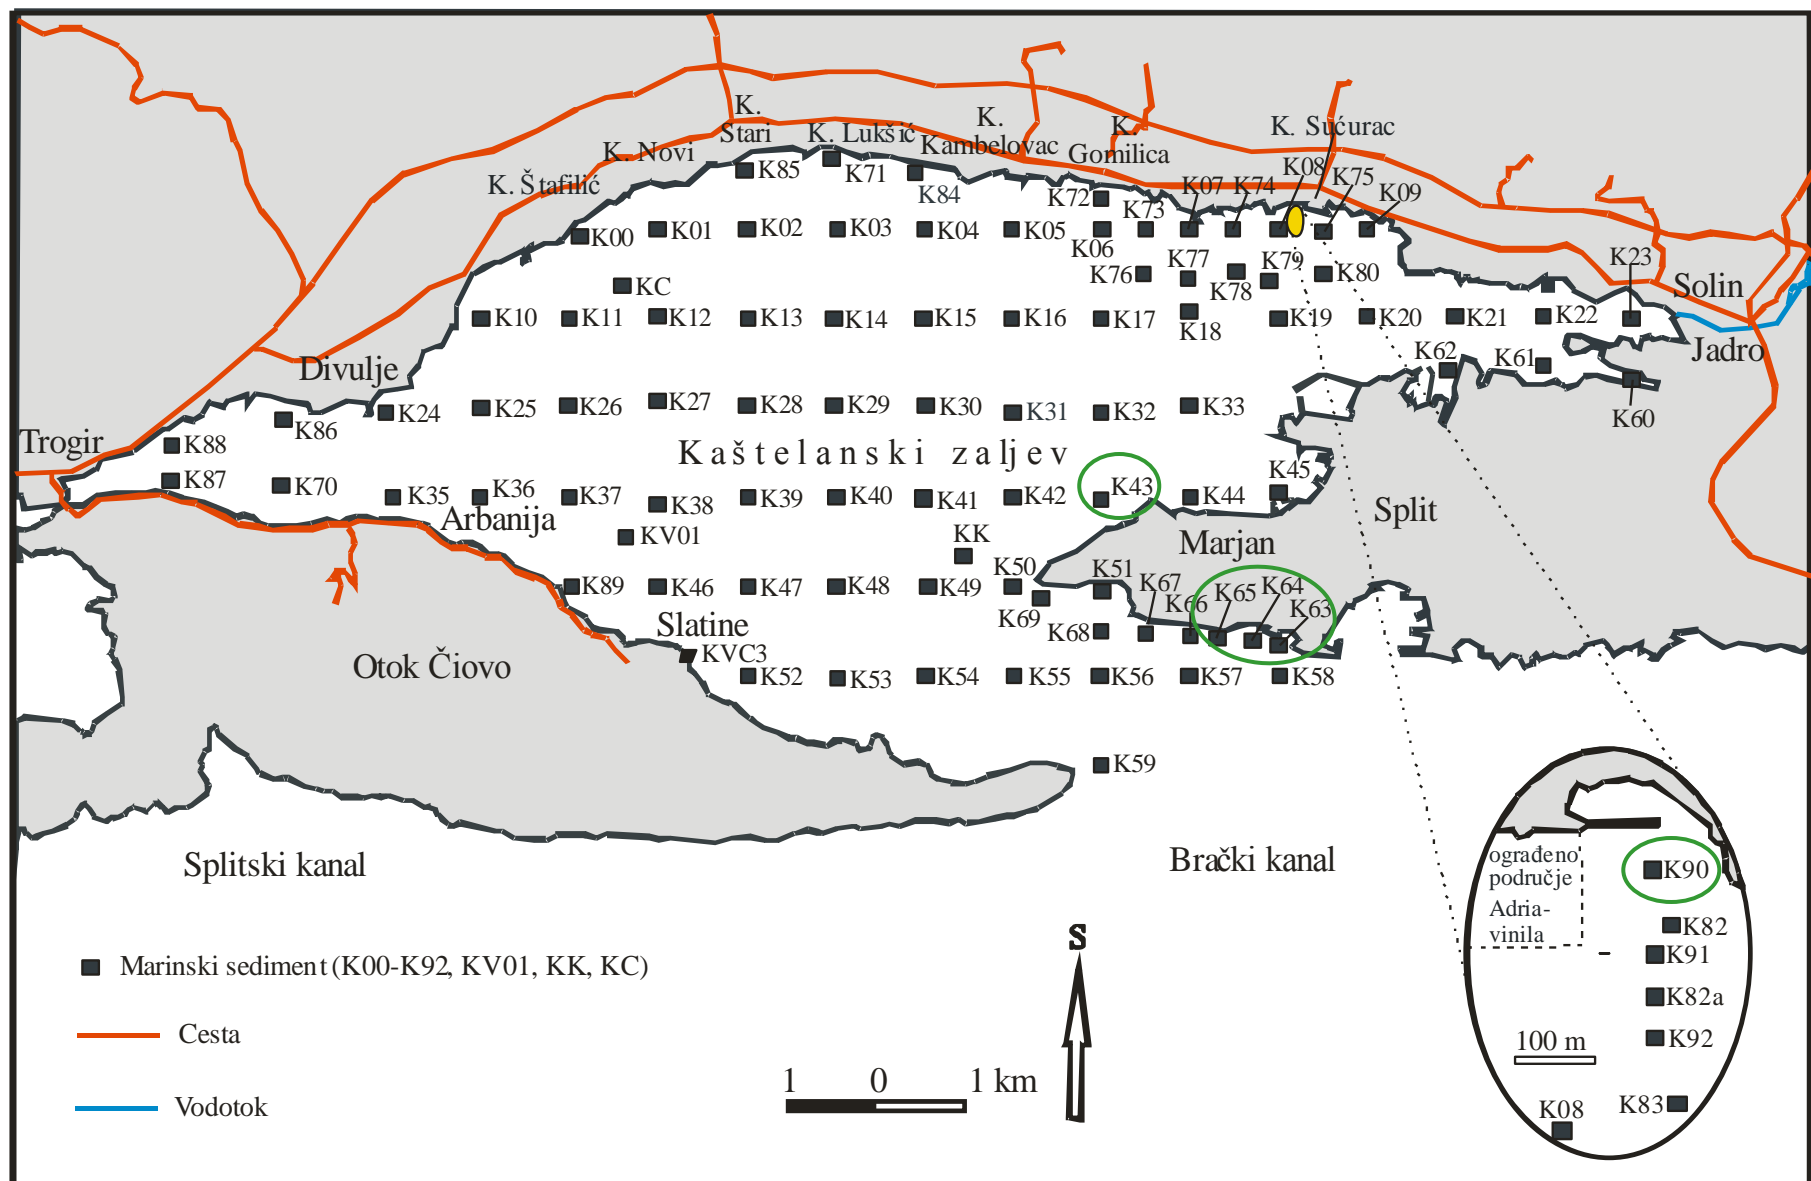 K.
Stari
K. Lukšić
K.
Kambelovac
K.
Gomilica
K. Sućurac
K. Novi
K. Štafilić
K85
K71
K84
K72
K73
K07
K74
K08
K75
K09
K00
K01
K02
K03
K04
K05
K06
K76
K77
K78
K79
K80
K23
Solin
KC
K10
K11
K12
K13
K14
K15
K16
K17
K18
K19
K20
K21
K22
Jadro
Divulje
K62
K61
K60
K24
K25
K26
K27
K28
K29
K30
K31
K32
K33
K86
K88
Trogir
Kaštelanski zaljev
K87
K70
K35
K36
K37
K38
K39
K40
K41
K42
K43
K44
K45
Split
Arbanija
KV01
KK
Marjan
K89
K46
K47
K48
K49
K50
K51
K69
K67
K66
K65
K64
K63
K68
Slatine
KVC3
Otok Čiovo
K52
K53
K54
K55
K56
K57
K58
K59
Splitski kanal
Brački kanal
ograđeno
područje
Adria-
vinila
K90
K82
K91
K82a
K92
100 m
K83
K08
S
Marinski sediment (K00-K92, KV01, KK, KC)
Cesta
Vodotok
1 0 1 km